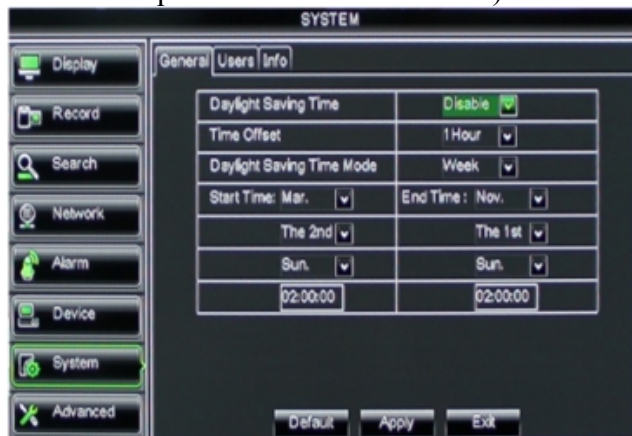 SYSTEM
Display
Record
Search
Network
Alarm
Device
System
Advanced
General Users Info
Daylight Saving Time Disable
Time Offset 1 Hour
Daylight Saving Time Mode Week
Start Time: Mar. End Time : Nov.
The 2nd The 1st
Sun. Sun.
02:00:00 02:00:00
Default Apply Exit